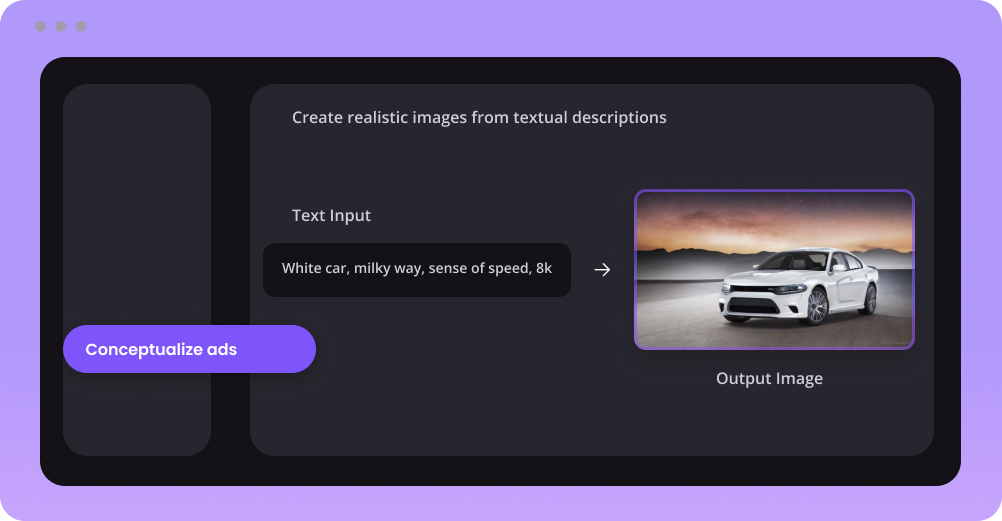 Create realistic images from textual descriptions
Text Input
White car, milky way, sense of speed, 8k
Conceptualize ads
Output Image